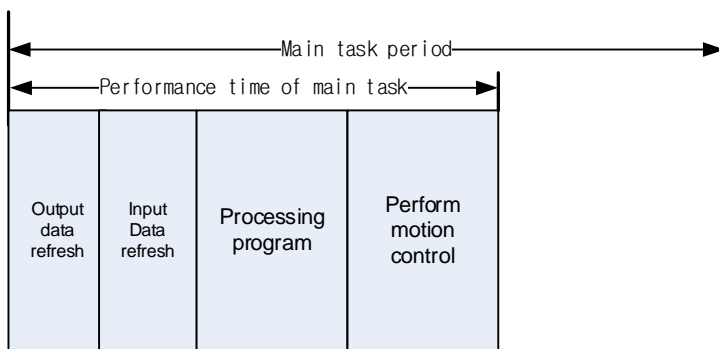 Main task period
Performance time of main task
Output
data
refresh
Input
Data
refresh
Processing
program
Perform
motion
control